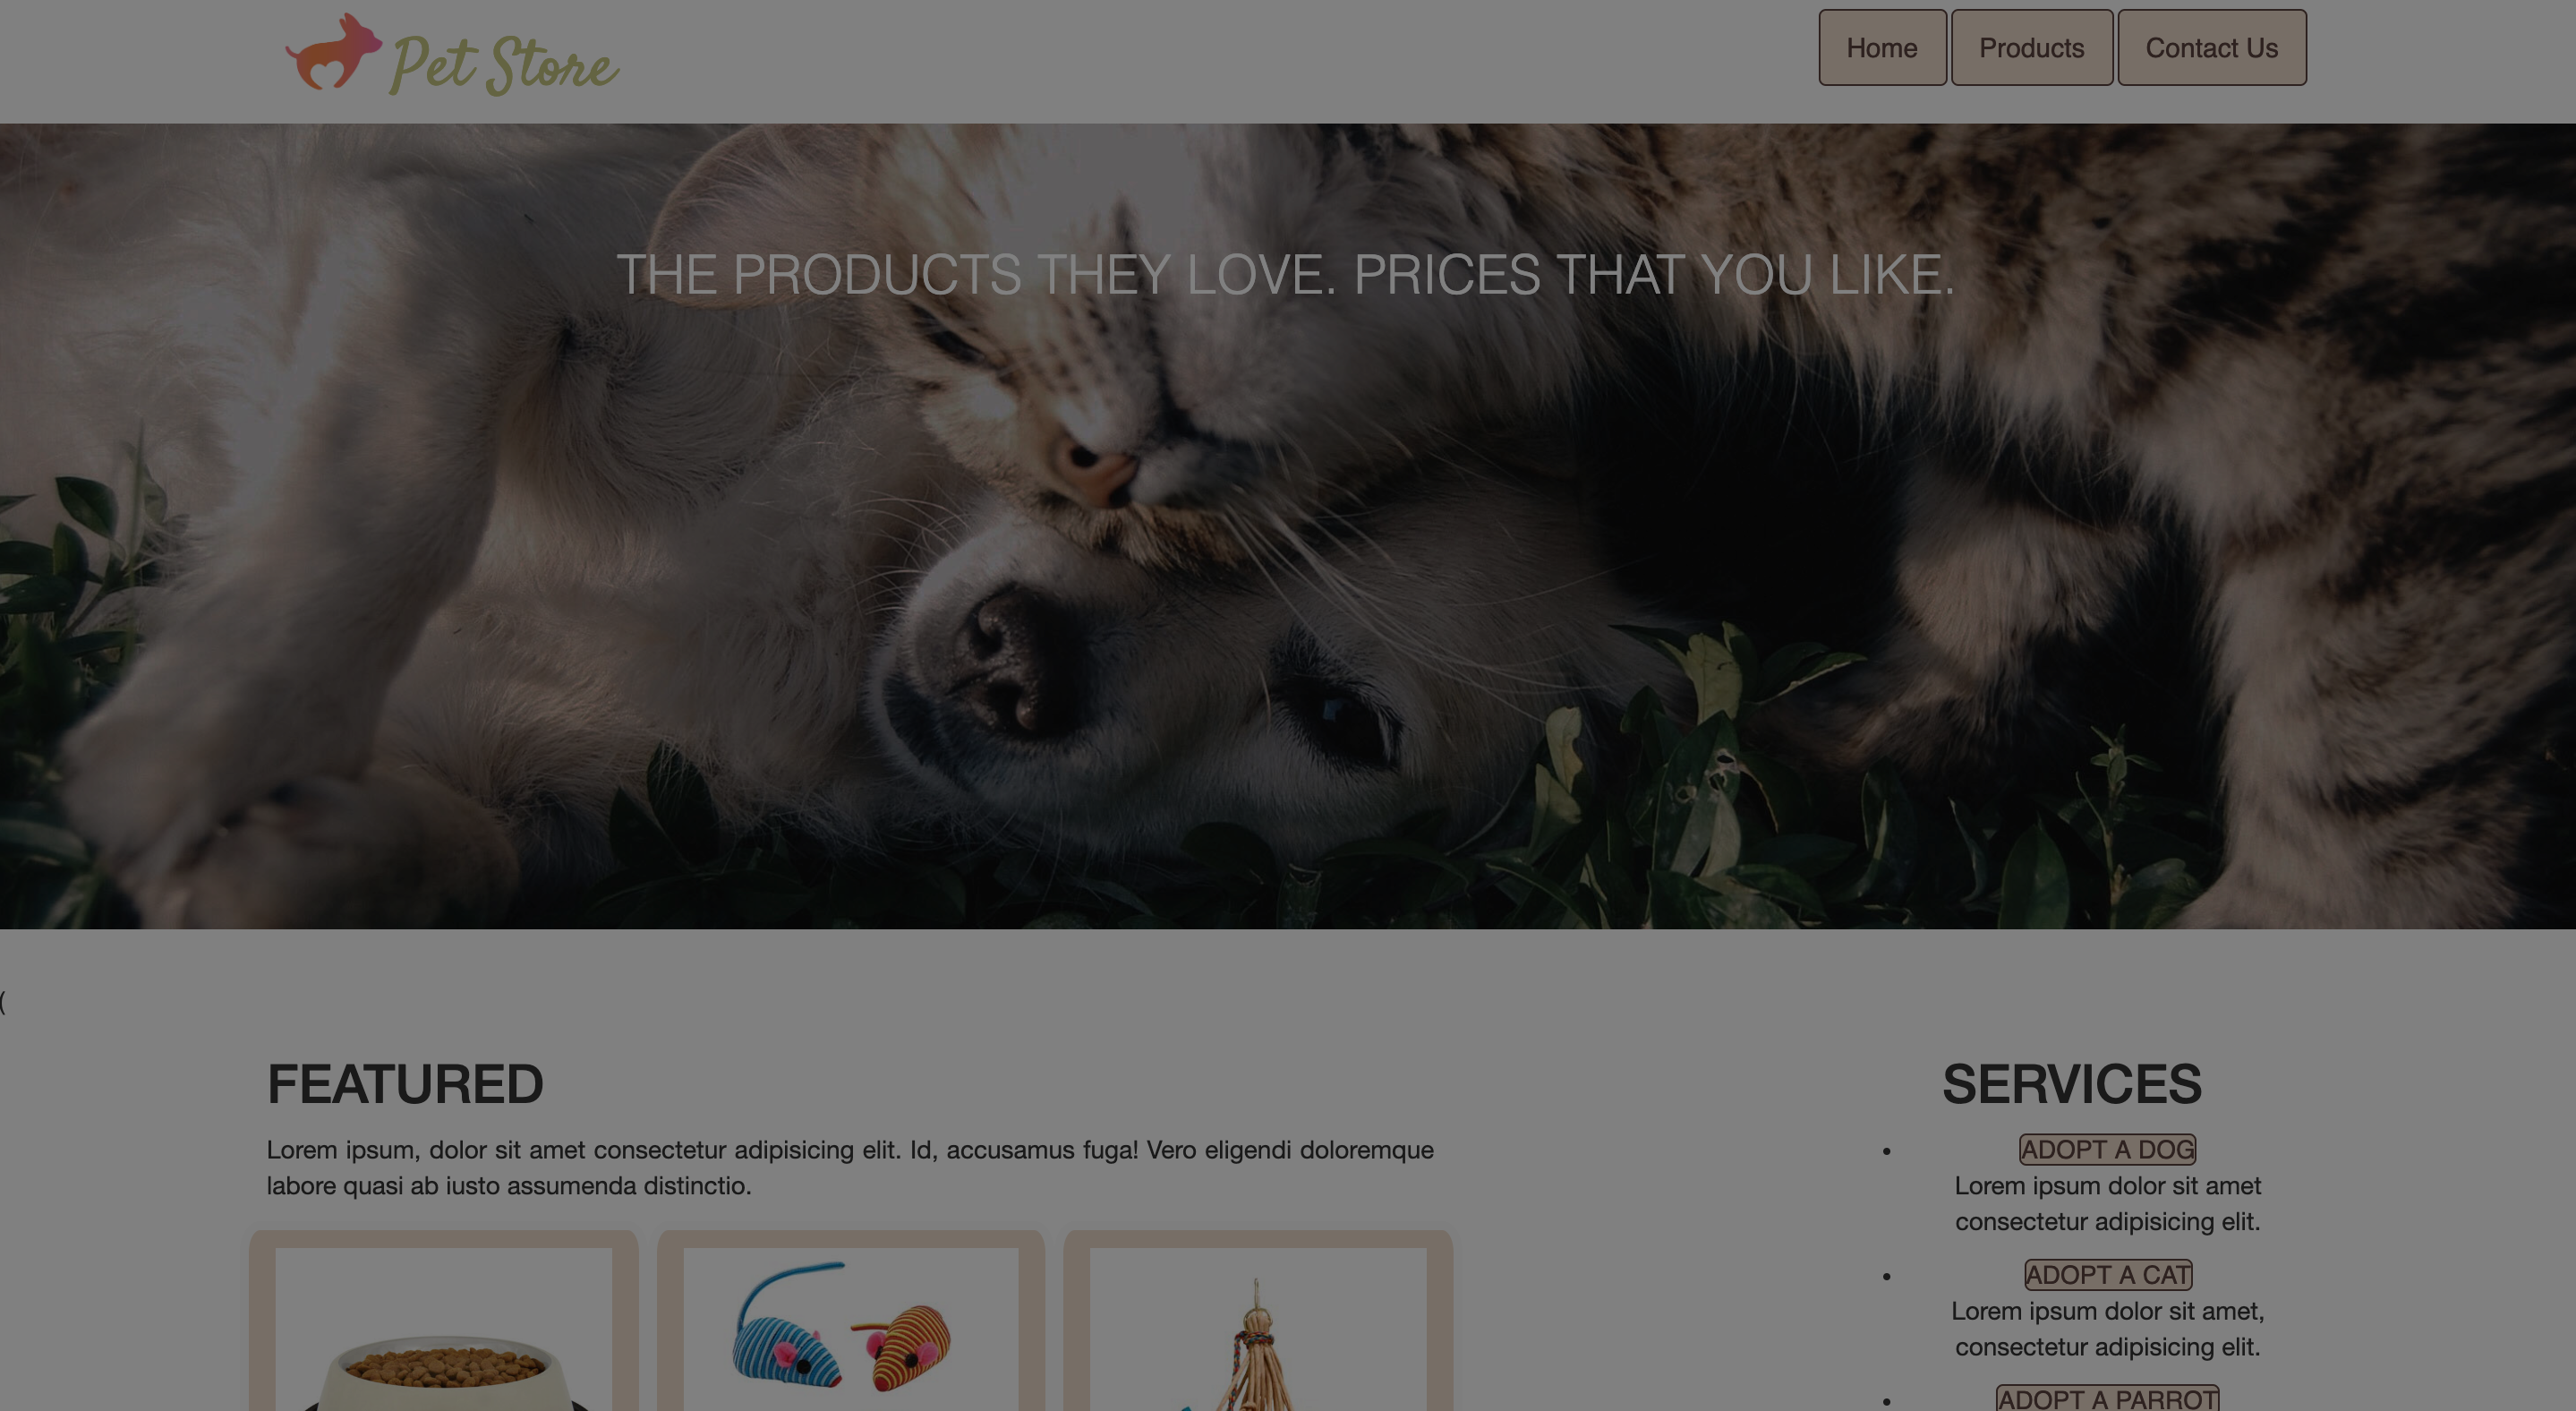 Pet Store
Home
Products
Contact Us
THE PRODUCTS THEY LOVE. PRICES THAT YOU LIKE.
(
FEATURED
Lorem ipsum, dolor sit amet consectetur adipisicing elit. Id, accusamus fuga! Vero eligendi doloremque
labore quasi ab iusto assumenda distinctio.
SERVICES
• ADOPT A DOG
Lorem ipsum dolor sit amet
consectetur adipisicing elit.
• ADOPT A CAT
Lorem ipsum dolor sit amet,
consectetur adipisicing elit.
• ADOPT A PARROT